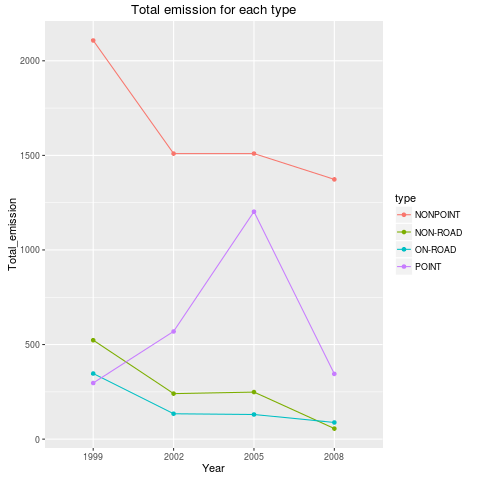 Total emission for each type
2000
1500
1000
500
0
Total_emission
1999 2002 2005 2008
Year
type
NONPOINT
NON-ROAD
ON-ROAD
POINT